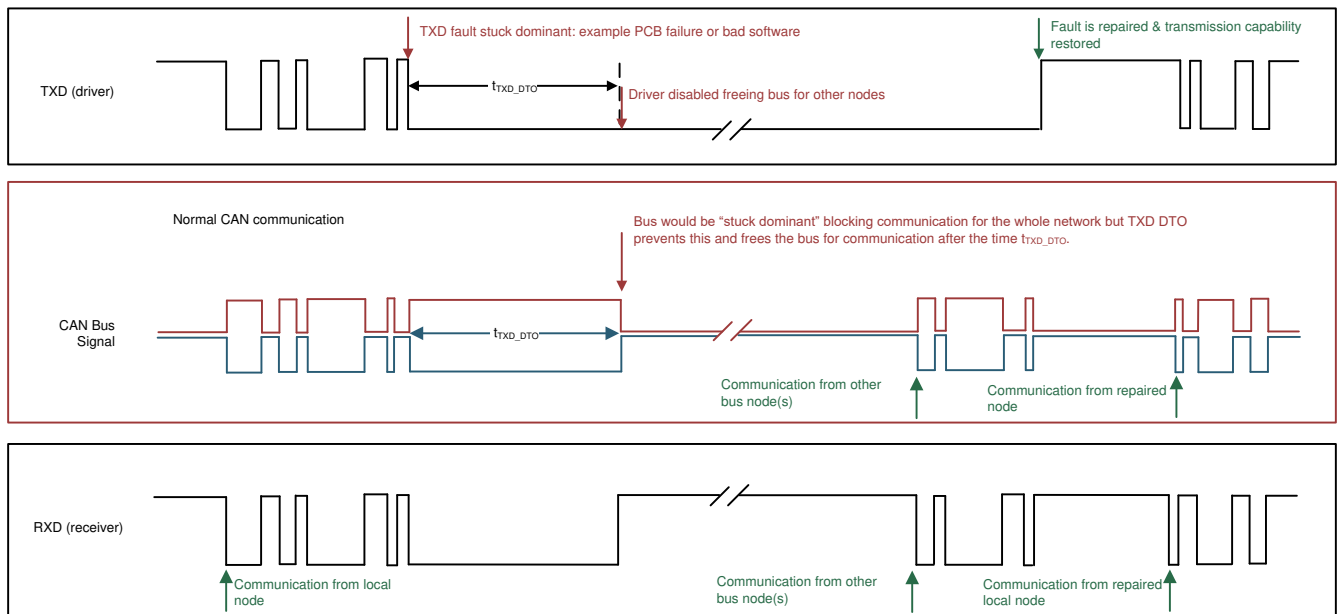 TXD fault stuck dominant: example PCB failure or bad software
Fault is repaired & transmission capability
restored
TXD (driver)
tTXD_DTO
Driver disabled freeing bus for other nodes
Normal CAN communication
Bus would be “stuck dominant” blocking communication for the whole network but TXD DTO
prevents this and frees the bus for communication after the time tTXD_DTO.
CAN Bus
Signal
tTXD_DTO
Communication from other
bus node(s)
Communication from repaired
node
RXD (receiver)
Communication from local
node
Communication from other
bus node(s)
Communication from repaired
local node